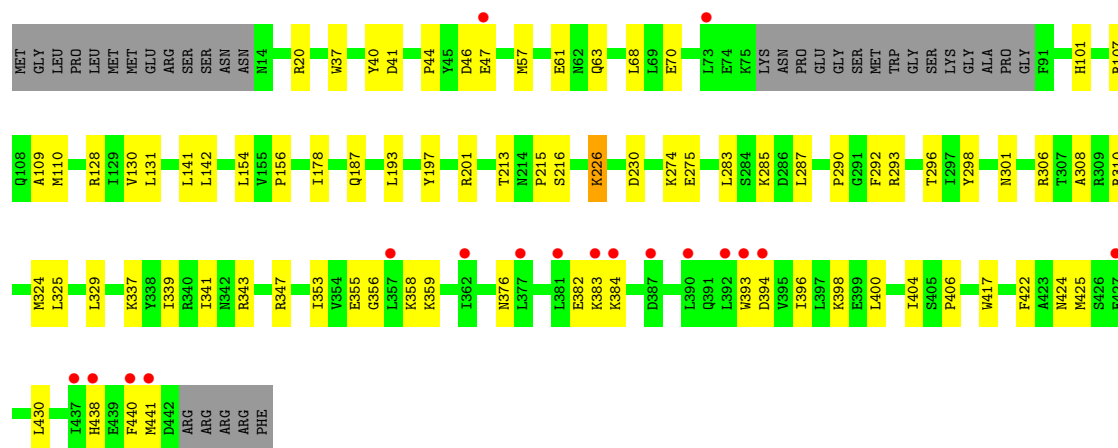 MET GLY LEU PRO LEU MET MET GLU ARG SER SER ASN ASN N14 R20 W37 Y40 D41 P44 Y45 D46 E47 M57 E61 N62 Q63 L68 L69 E70 L73 E74 K75 LYS ASN PRO GLU GLY SER MET TRP GLY SER LYS GLY ALA PRO GLY F91 H101
Q108 A109 M110 R128 I129 V130 L131 L141 L142 L154 V155 P156 I178 Q187 L193 Y197 R201 T213 N214 P215 S216 K226 D230 K274 E275 L283 S284 K285 D286 L287 P290 G291 F292 R293 T296 I297 Y298 N301 R306 T307 A308 R309
M324 L325 L329 K337 Y338 I339 R340 I341 N342 R343 R347 I353 V354 E355 G356 L357 K358 K359 I362 N376 L377 L381 E382 K383 K384 D387 L390 Q391 L392 W393 D394 V395 I396 L397 K398 E399 L400 I404 S405 P406 W417 F422 A423 N424 M425 S426
L430 I437 H438 E439 F440 M441 D442 ARG ARG ARG ARG PHE